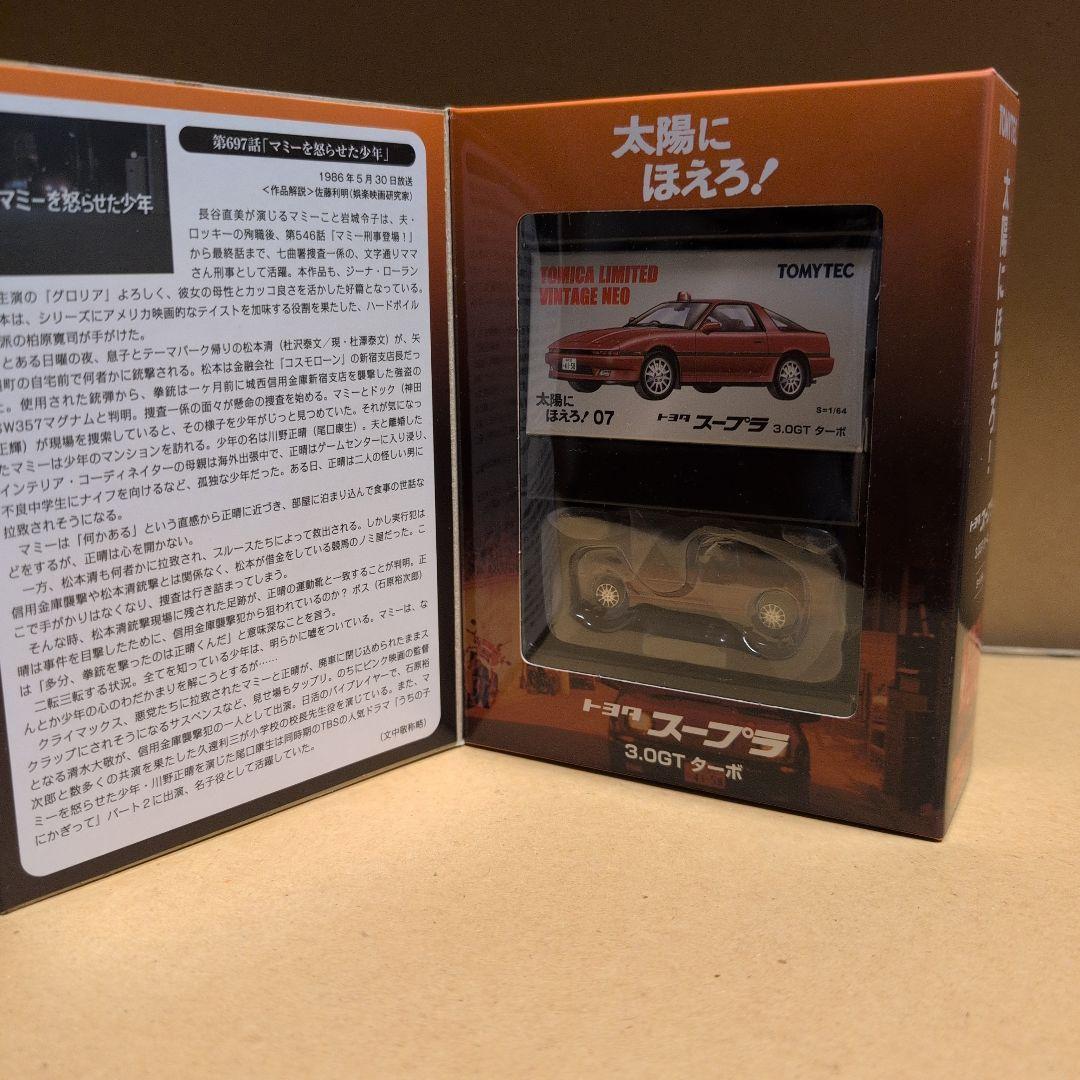 マミーを怒らせた少年
第697話「マミーを怒らせた少年」
1986年5月30日放送
<作品解説>佐藤利明(娯楽映画研究家)
長谷直美が演じるマミーこと岩城令子は、夫・
ロッキーの殉職後、第546話「マミー刑事登場!」
から最終話まで、七曲署捜査一係の、文字通りママ
さん刑事として活躍。本作品も、ジーナ・ローラン
主演の「グロリア」よろしく、彼女の母性とカッコ良さを活かした好篇となっている。
本は、シリーズにアメリカ映画的なテイストを加味する役割を果たした、ハードボイル
派の柏原寛司が手がけた。
とある日曜の夜、息子とテーマパーク帰りの松本清(杜沢泰文/現・杜澤泰文)が、矢
町の自宅前で何者かに銃撃される。松本は金融会社「コスモローン」の新宿支店長だっ
た。使用された銃弾から、拳銃は一ヶ月前に城西信用金庫新宿支店を襲撃した強盗の
SW357マグナムと判明。捜査一係の面々が懸命の捜査を始める。マミーとドック(神田
正輝)が現場を捜索していると、その様子を少年がじっと見つめていた。それが気になっ
たマミーは少年のマンションを訪れる。少年の名は川野正晴(尾口康生)。夫と離婚した
インテリア・コーディネイターの母親は海外出張中で、正晴はゲームセンターに入り浸り、
不良中学生にナイフを向けるなど、孤独な少年だった。ある日、正晴は二人の怪しい男に
拉致されそうになる。
マミーは「何かある」という直感から正晴に近づき、部屋に泊まり込んで食事の世話な
どをするが、正晴は心を開かない。
一方、松本清も何者かに拉致され、ブルースたちによって救出される。しかし実行犯は
信用金庫襲撃や松本清銃撃とは関係なく、松本が借金をしている競馬のノミ屋だった。こ
こで手がかりはなくなり、捜査は行き詰まってしまう。
そんな時、松本清銃撃現場に残された足跡が、正晴の運動靴と一致することが判明。正
晴は事件を目撃したために、信用金庫襲撃犯から狙われているのか? ボス(石原裕次郎)
は「多分、拳銃を撃ったのは正晴くんだ」と意味深なことを言う。
二転三転する状況。全てを知っている少年は、明らかに嘘をついている。マミーは、な
んとか少年の心のわだかまりを解こうとするが……
クライマックス、悪党たちに拉致されたマミーと正晴が、廃車に閉じ込められたままス
クラップにされそうになるサスペンスなど、見せ場もタップリ。のちにピンク映画の監督
となる清水大敬が、信用金庫襲撃犯の一人として出演。日活のバイプレイヤーで、石原裕
次郎と数多くの共演を果たした久遠利三が小学校の校長先生役を演じている。また、マ
ミーを怒らせた少年・川野正晴を演じた尾口康生は同時期のTBSの人気ドラマ「うちの子
にかぎって」パート2に出演、名子役として活躍していた。
(文中敬称略)
太陽に
ほえろ!
TOMICA LIMITED
VINTAGE NEO
TOMYTEC
太陽に
ほえろ! 07
S=1/64
トヨタ スープラ 3.0GT ターボ
トヨタ スープラ
3.0GT ターボ
TOMYTEC
太陽にほえろ!
トヨタ スープラ